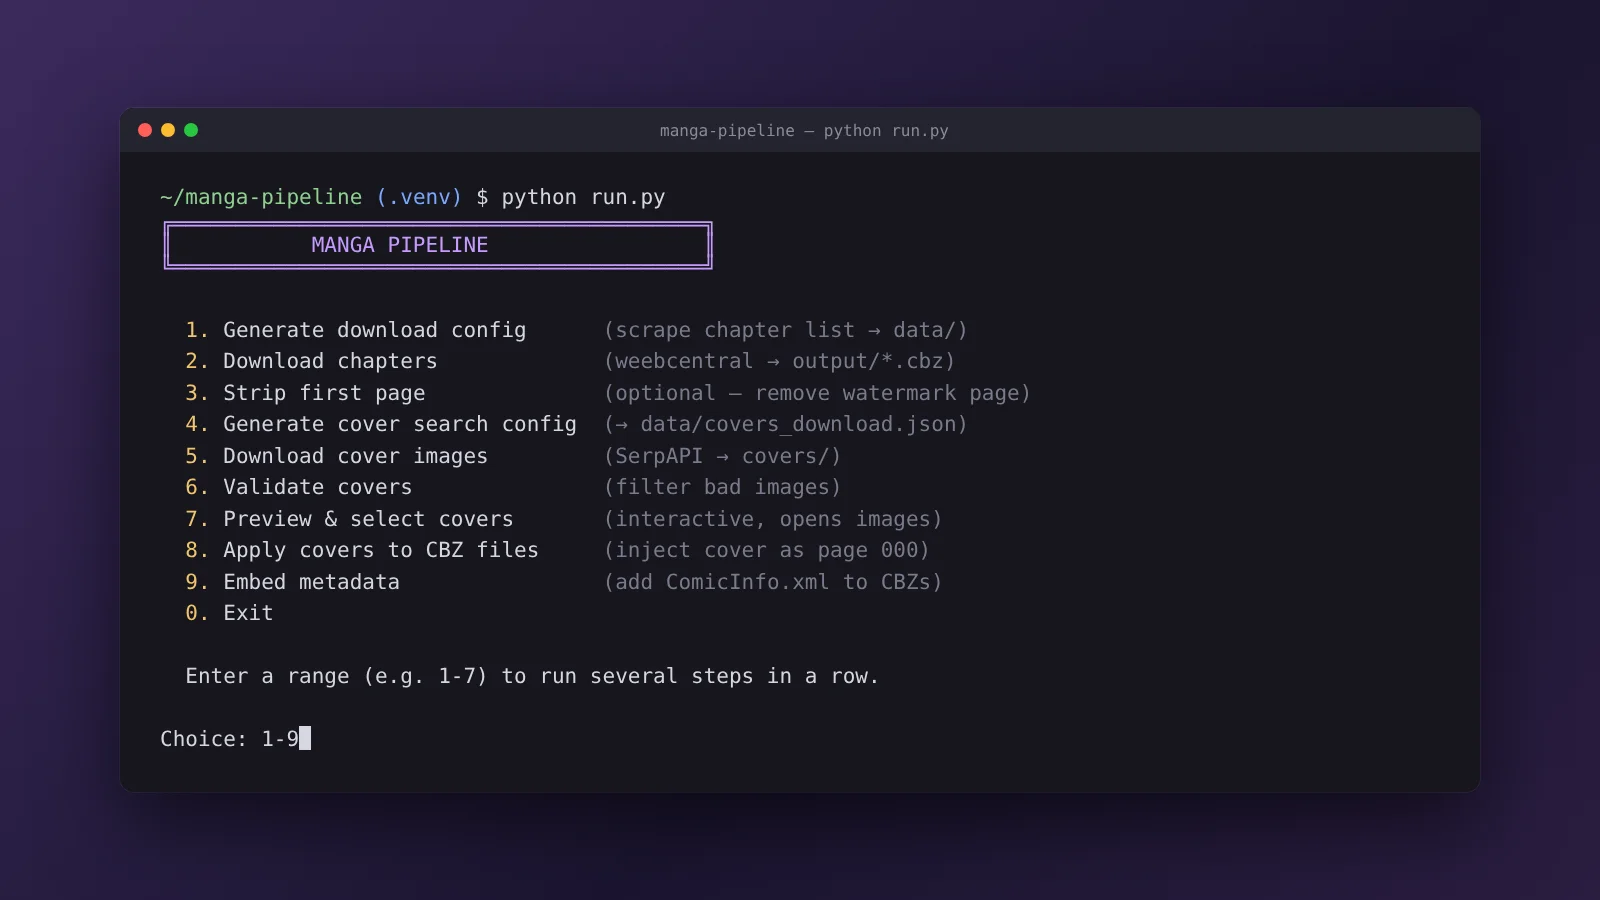 manga-pipeline — python run.py
~/manga-pipeline (.venv) $ python run.py
MANGA PIPELINE
1. Generate download config (scrape chapter list → data/)
2. Download chapters (weebcentral → output/*.cbz)
3. Strip first page (optional — remove watermark page)
4. Generate cover search config (→ data/covers_download.json)
5. Download cover images (SerpAPI → covers/)
6. Validate covers (filter bad images)
7. Preview & select covers (interactive, opens images)
8. Apply covers to CBZ files (inject cover as page 000)
9. Embed metadata (add ComicInfo.xml to CBZs)
0. Exit
Enter a range (e.g. 1-7) to run several steps in a row.
Choice: 1-9